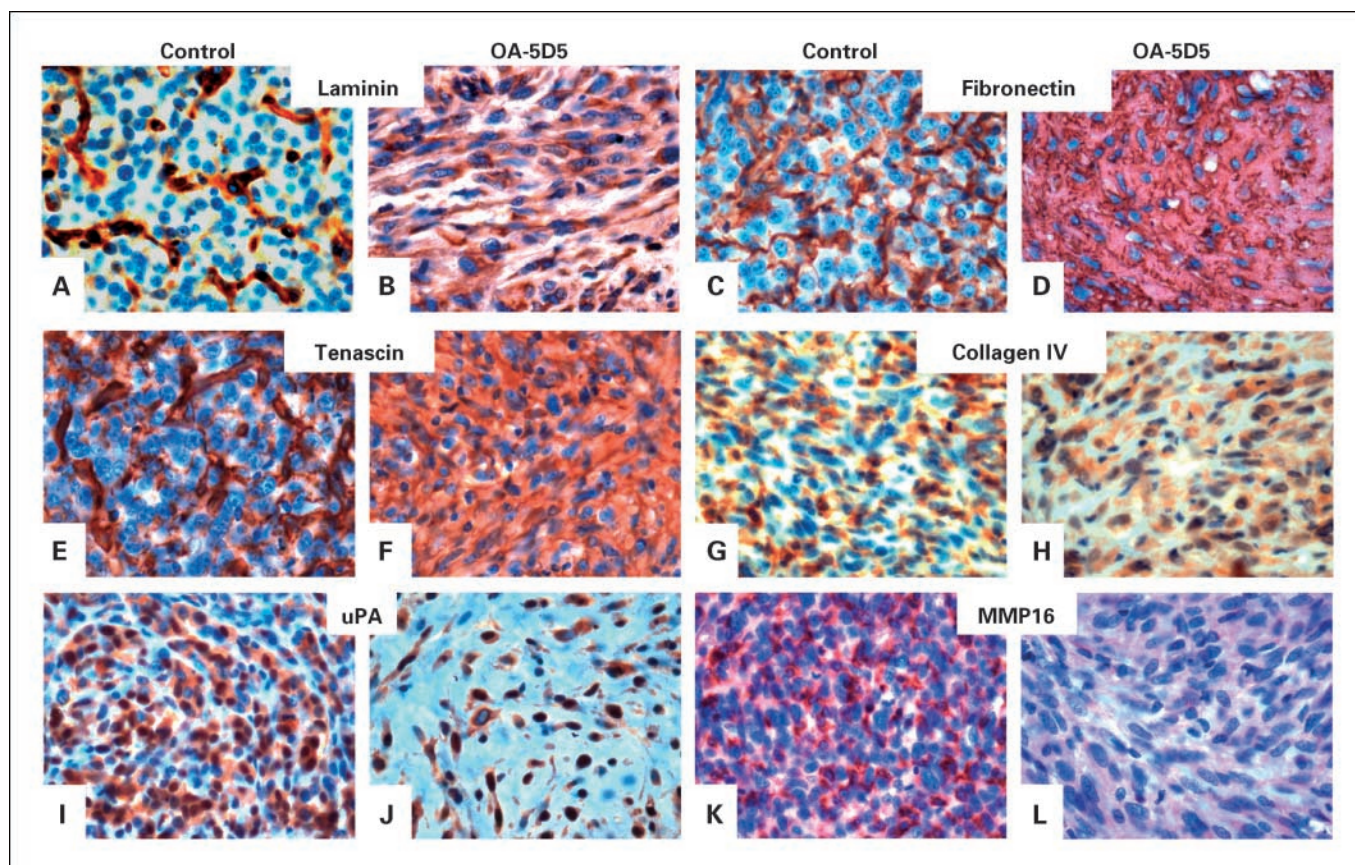 Control OA-5D5 Control OA-5D5
Laminin Fibronectin
A B C D
Tenascin Collagen IV
E F G H
uPA MMP16
I J K L